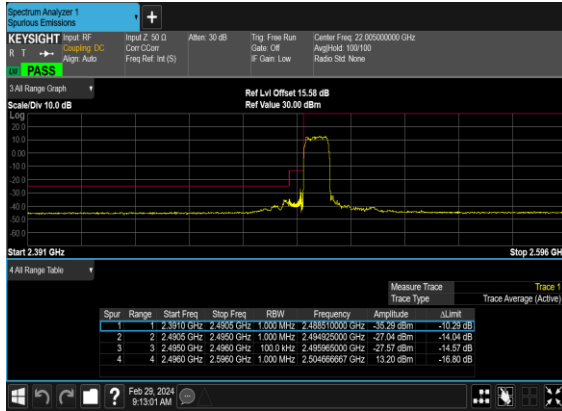 Spectrum Analyzer 1
Spurious Emissions
KEYSIGHT Input: RF Input Z: 50 Ω Atten: 30 dB Trig: Free Run Center Freq: 22.005000000 GHz
R T Coupling: DC Corr CCorr Gate: Off Avg|Hold: 100/100
Align: Auto Freq Ref: Int (S) IF Gain: Low Radio Std: None
PASS
3 All Range Graph
Ref Lvl Offset 15.58 dB
Scale/Div 10.0 dB Ref Value 30.00 dBm
Log
20.0
10.0
0.00
-10.0
-20.0
-30.0
-40.0
-50.0
-60.0
Start 2.391 GHz Stop 2.596 GH
4 All Range Table
Measure Trace Trace 1
Trace Type Trace Average (Active)
Spur Range Start Freq Stop Freq RBW Frequency Amplitude ΔLimit
1 1 2.3910 GHz 2.4905 GHz 1.000 MHz 2.488510000 GHz -35.29 dBm -10.29 dB
2 2 2.4905 GHz 2.4950 GHz 1.000 MHz 2.494925000 GHz -27.04 dBm -14.04 dB
3 3 2.4950 GHz 2.4960 GHz 100.0 kHz 2.495965000 GHz -27.57 dBm -14.57 dB
4 4 2.4960 GHz 2.5960 GHz 1.000 MHz 2.504666667 GHz 13.20 dBm -16.80 dB
Feb 29, 2024
9:13:01 AM